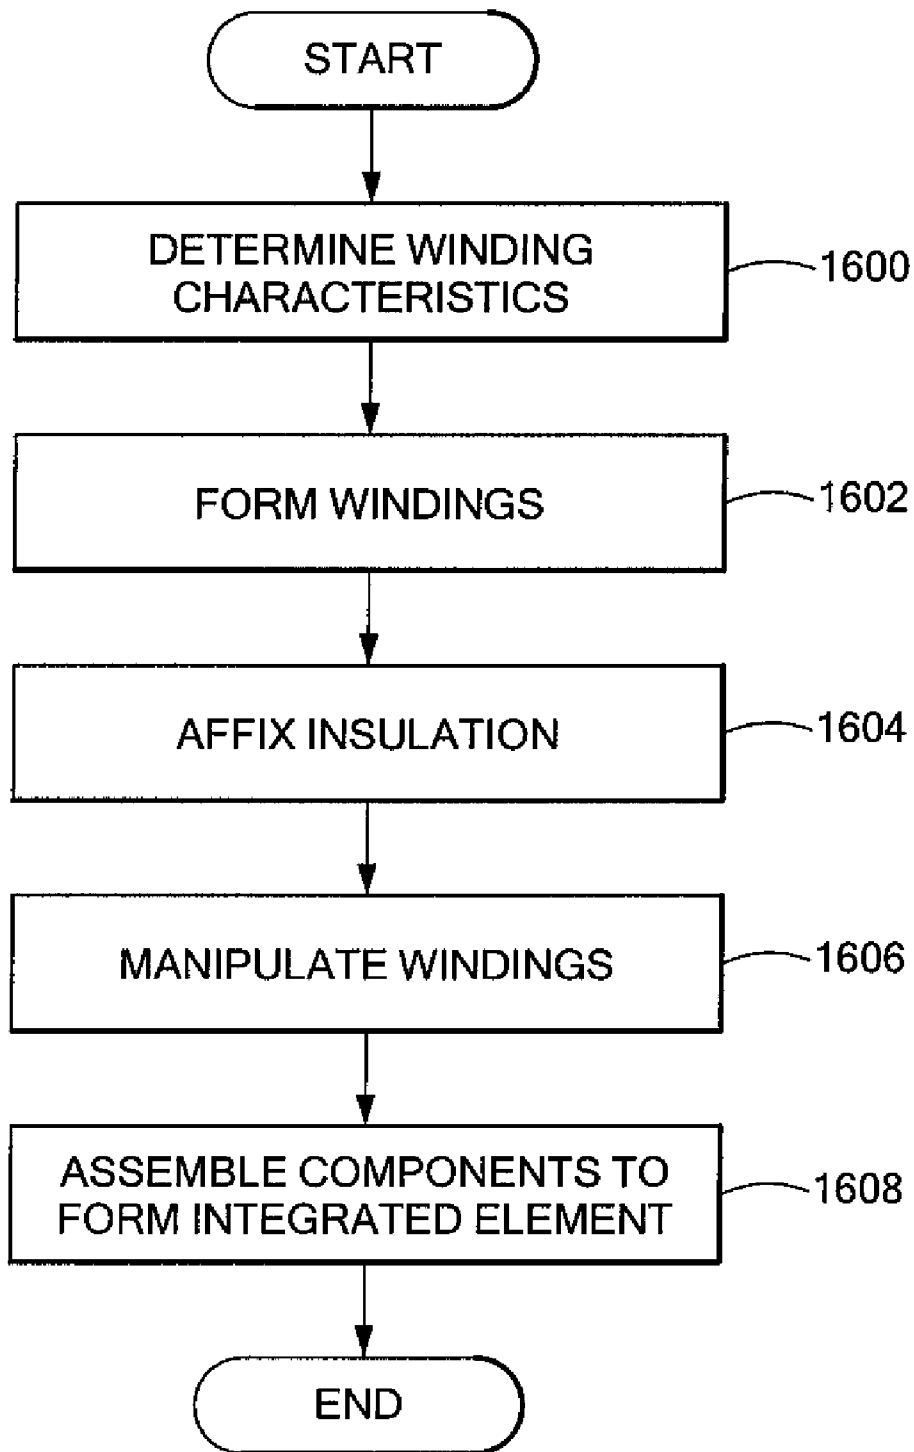 START
DETERMINE WINDING
CHARACTERISTICS
1600
FORM WINDINGS
1602
AFFIX INSULATION
1604
MANIPULATE WINDINGS
1606
ASSEMBLE COMPONENTS TO
FORM INTEGRATED ELEMENT
1608
END